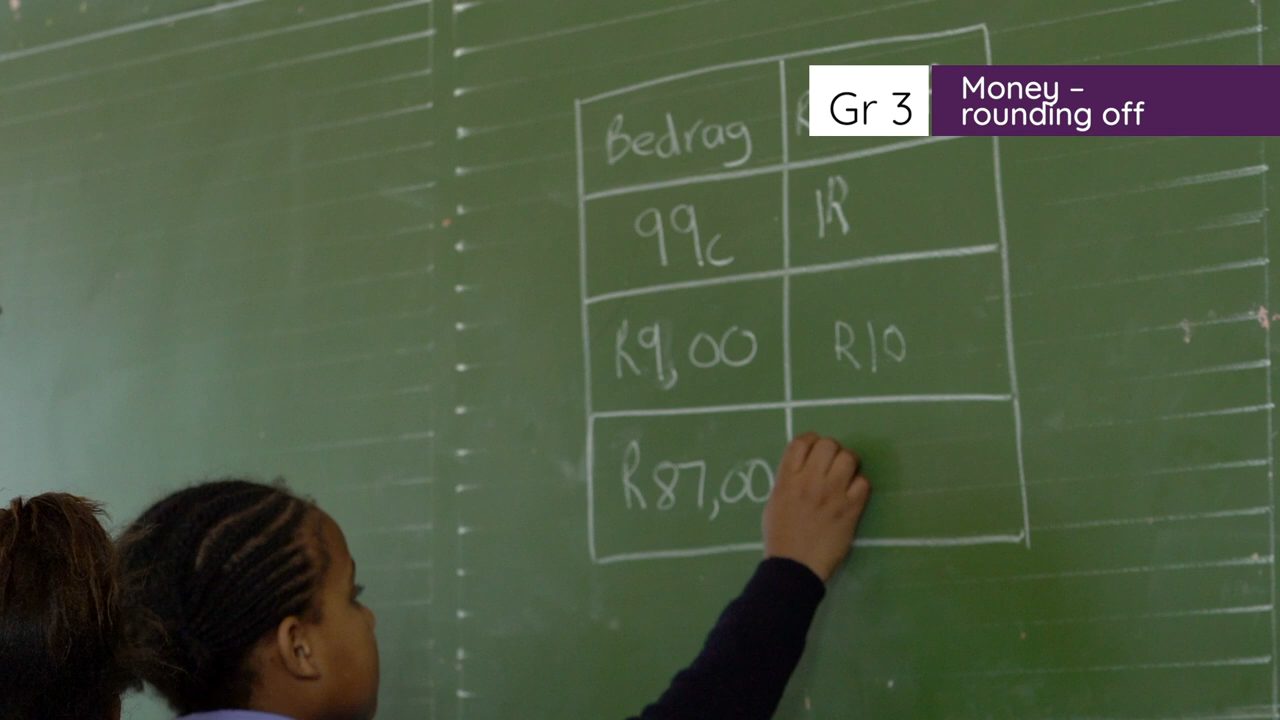 Gr 3
Money –
rounding off
Bedrag
99c
1R
R9,00
R10
R87,00